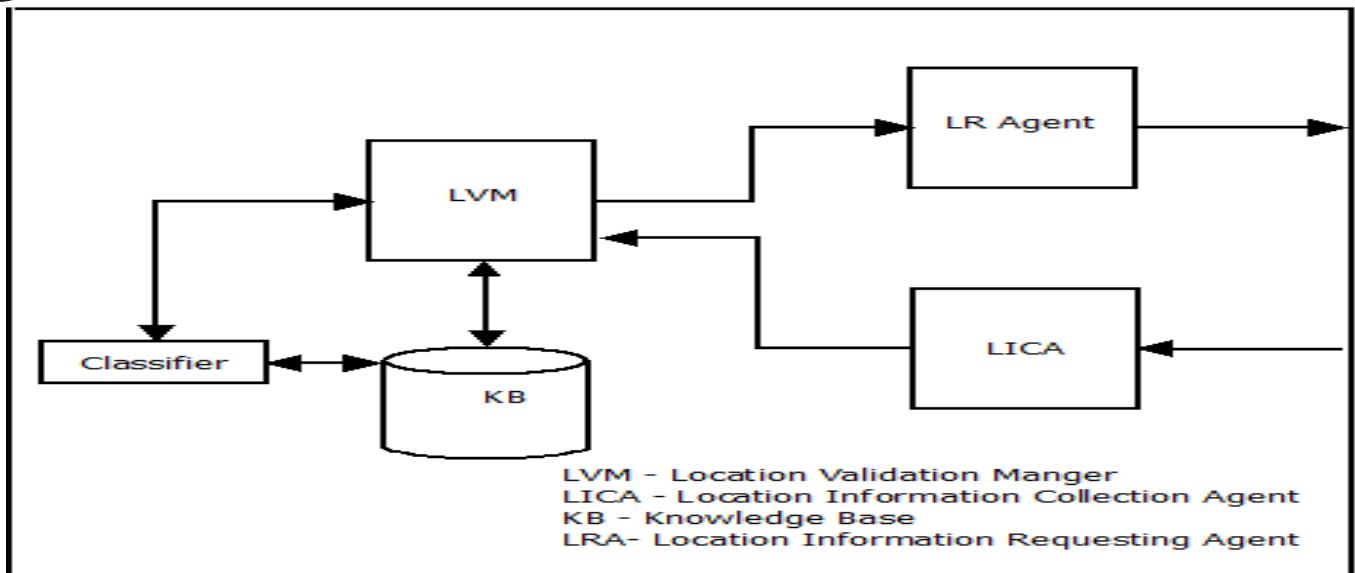 LR Agent
LVM
LICA
Classifier
KB
LVM - Location Validation Manger
LICA - Location Information Collection Agent
KB - Knowledge Base
LRA- Location Information Requesting Agent